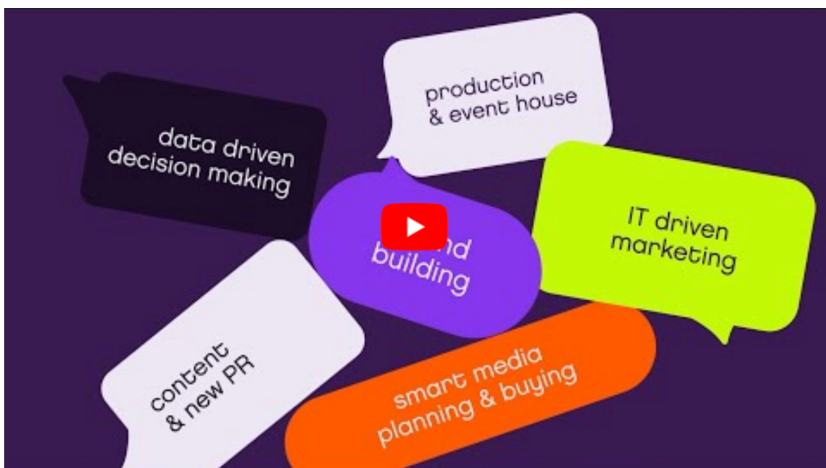 production
& event house
data driven
decision making
IT driven
marketing
building
content
& new PR
smart media
planning & buying